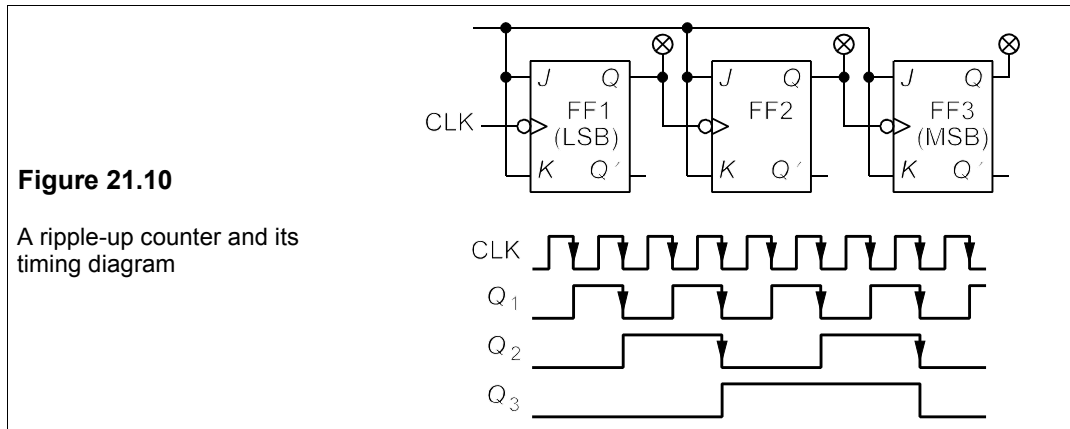 Figure 21.10
A ripple-up counter and its
timing diagram
J Q
FF1
(LSB)
K Q′
J Q
FF2
K Q′
J Q
FF3
(MSB)
K Q′
CLK
CLK
Q1
Q2
Q3